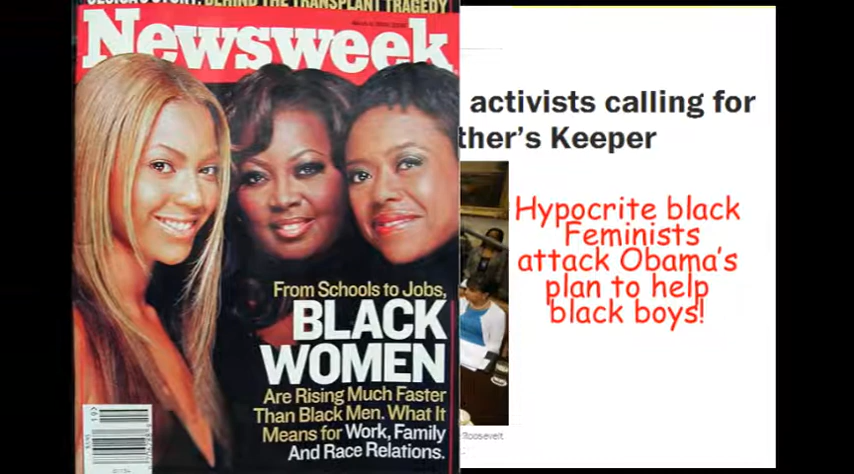 BEHIND THE TRANSPLANT TRAGEDY
Newsweek
From Schools to Jobs,
BLACK
WOMEN
Are Rising Much Faster
Than Black Men. What It
Means for Work, Family
And Race Relations.
activists calling for
ther's Keeper
Hypocrite black
Feminists
attack Obama's
plan to help
black boys!
Roosevelt